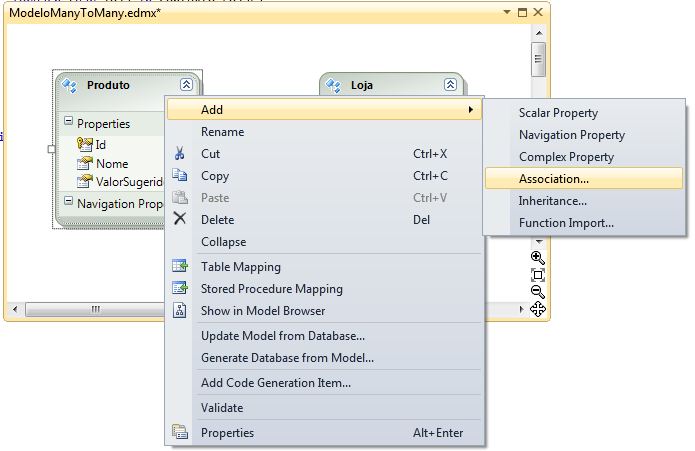 ModeloManyToMany.edmx*
Produto
Loja
Properties
Id
Nome
ValorSugerid
Navigation Prope
Add
Rename
Cut Ctrl+X
Copy Ctrl+C
Paste Ctrl+V
Delete Del
Collapse
Table Mapping
Stored Procedure Mapping
Show in Model Browser
Update Model from Database...
Generate Database from Model...
Add Code Generation Item...
Validate
Properties Alt+Enter
Scalar Property
Navigation Property
Complex Property
Association...
Inheritance...
Function Import...